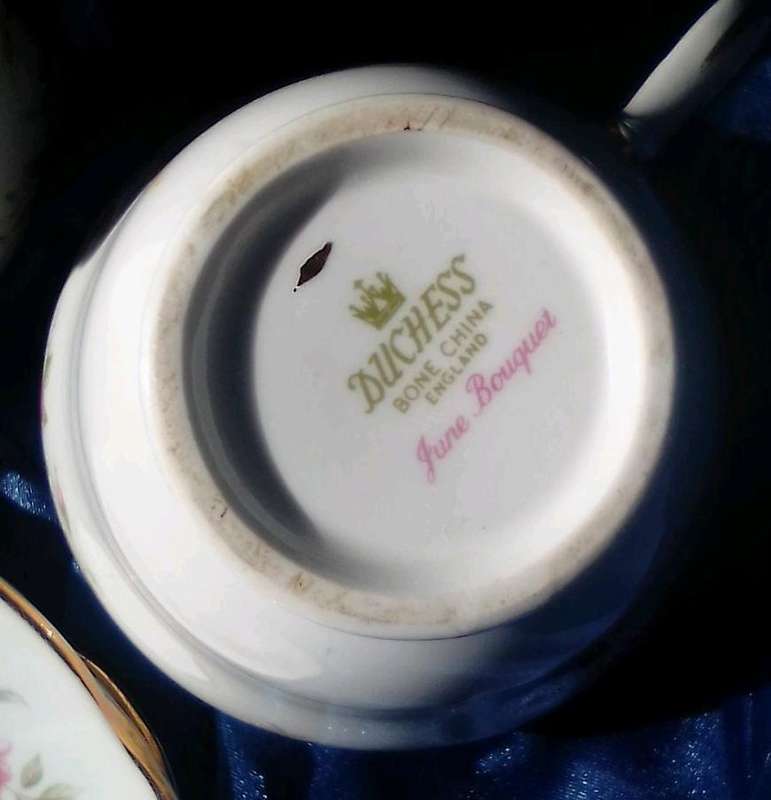 DUCHESS
BONE CHINA
ENGLAND
June Bouquet